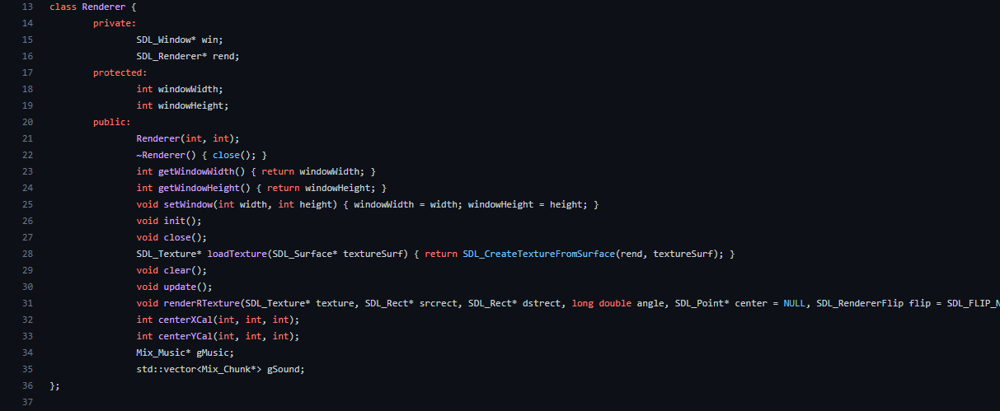 13 class Renderer {
14 private:
15 SDL_Window* win;
16 SDL_Renderer* rend;
17 protected:
18 int windowWidth;
19 int windowHeight;
20 public:
21 Renderer(int, int);
22 ~Renderer() { close(); }
23 int getWindowWidth() { return windowWidth; }
24 int getWindowHeight() { return windowHeight; }
25 void setWindow(int width, int height) { windowWidth = width; windowHeight = height; }
26 void init();
27 void close();
28 SDL_Texture* loadTexture(SDL_Surface* textureSurf) { return SDL_CreateTextureFromSurface(rend, textureSurf); }
29 void clear();
30 void update();
31 void renderRTexture(SDL_Texture* texture, SDL_Rect* srcrect, SDL_Rect* dstrect, long double angle, SDL_Point* center = NULL, SDL_RendererFlip flip = SDL_FLIP_N
32 int centerXCal(int, int, int);
33 int centerYCal(int, int, int);
34 Mix_Music* gMusic;
35 std::vector<Mix_Chunk*> gSound;
36 };
37